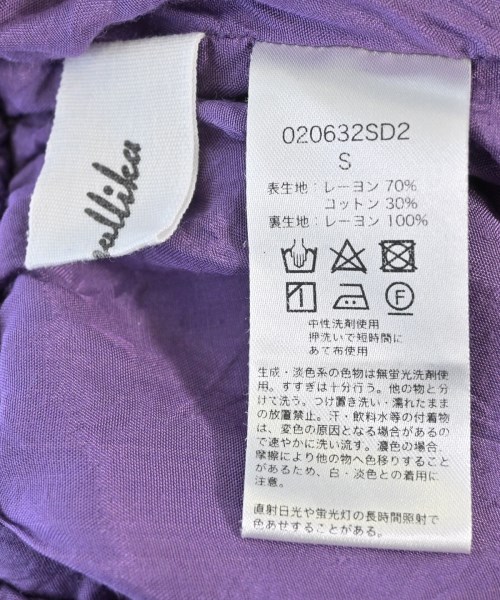 020632SD2
S
表生地：レーヨン 70%
コットン 30%
裏生地：レーヨン 100%
F
中性洗剤使用
押洗いで短時間に
あて布使用
生成・淡色系の色物は無蛍光洗剤使
用。すすぎは十分行う。他の物と分
けて洗う。つけ置き洗い・濡れたまま
の放置禁止。汗・飲料水等の付着物
は、変色の原因となる場合があるの
で速やかに洗い流す。濃色の場合、
摩擦により他の物へ色移りすること
があるため、白・淡色との着用に
注意。
直射日光や蛍光灯の長時間照射で
色あせすることがある。